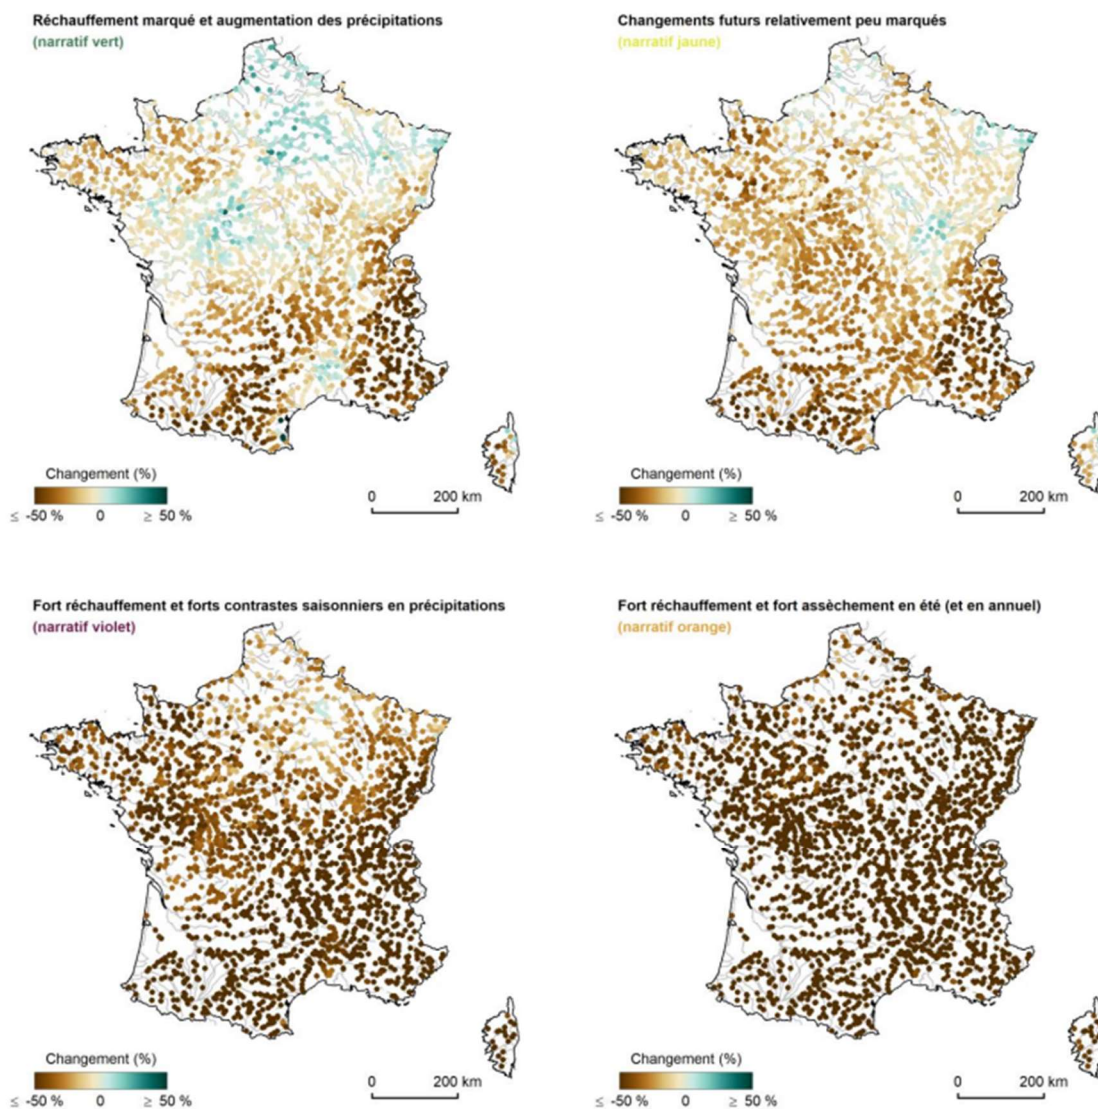 Réchauffement marqué et augmentation des précipitations
(narratif vert)
Changement (%)
≤ -50 % 0 ≥ 50 %
0 200 km
Changements futurs relativement peu marqués
(narratif jaune)
Changement (%)
≤ -50 % 0 ≥ 50 %
0 200 km
Fort réchauffement et forts contrastes saisonniers en précipitations
(narratif violet)
Changement (%)
≤ -50 % 0 ≥ 50 %
0 200 km
Fort réchauffement et fort assèchement en été (et en annuel)
(narratif orange)
Changement (%)
≤ -50 % 0 ≥ 50 %
0 200 km